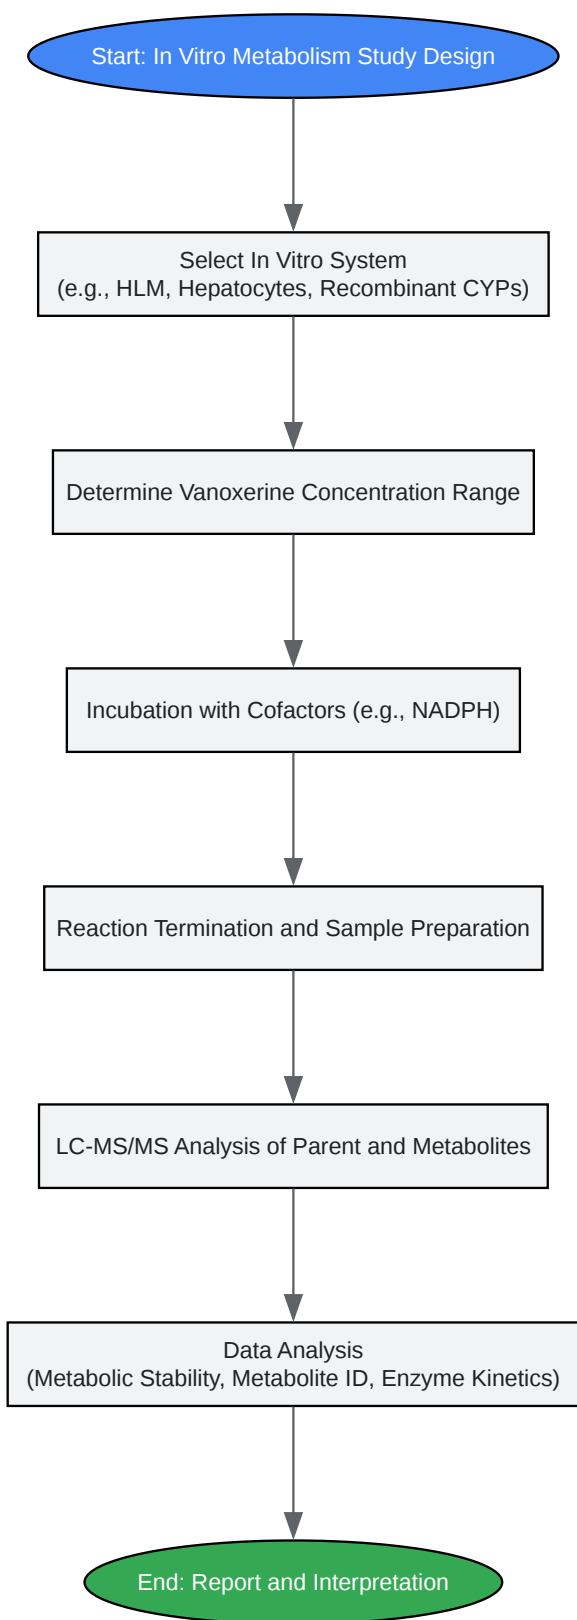 Start: In Vitro Metabolism Study Design
Select In Vitro System
(e.g., HLM, Hepatocytes, Recombinant CYPs)
Determine Vanoxerine Concentration Range
Incubation with Cofactors (e.g., NADPH)
Reaction Termination and Sample Preparation
LC-MS/MS Analysis of Parent and Metabolites
Data Analysis
(Metabolic Stability, Metabolite ID, Enzyme Kinetics)
End: Report and Interpretation